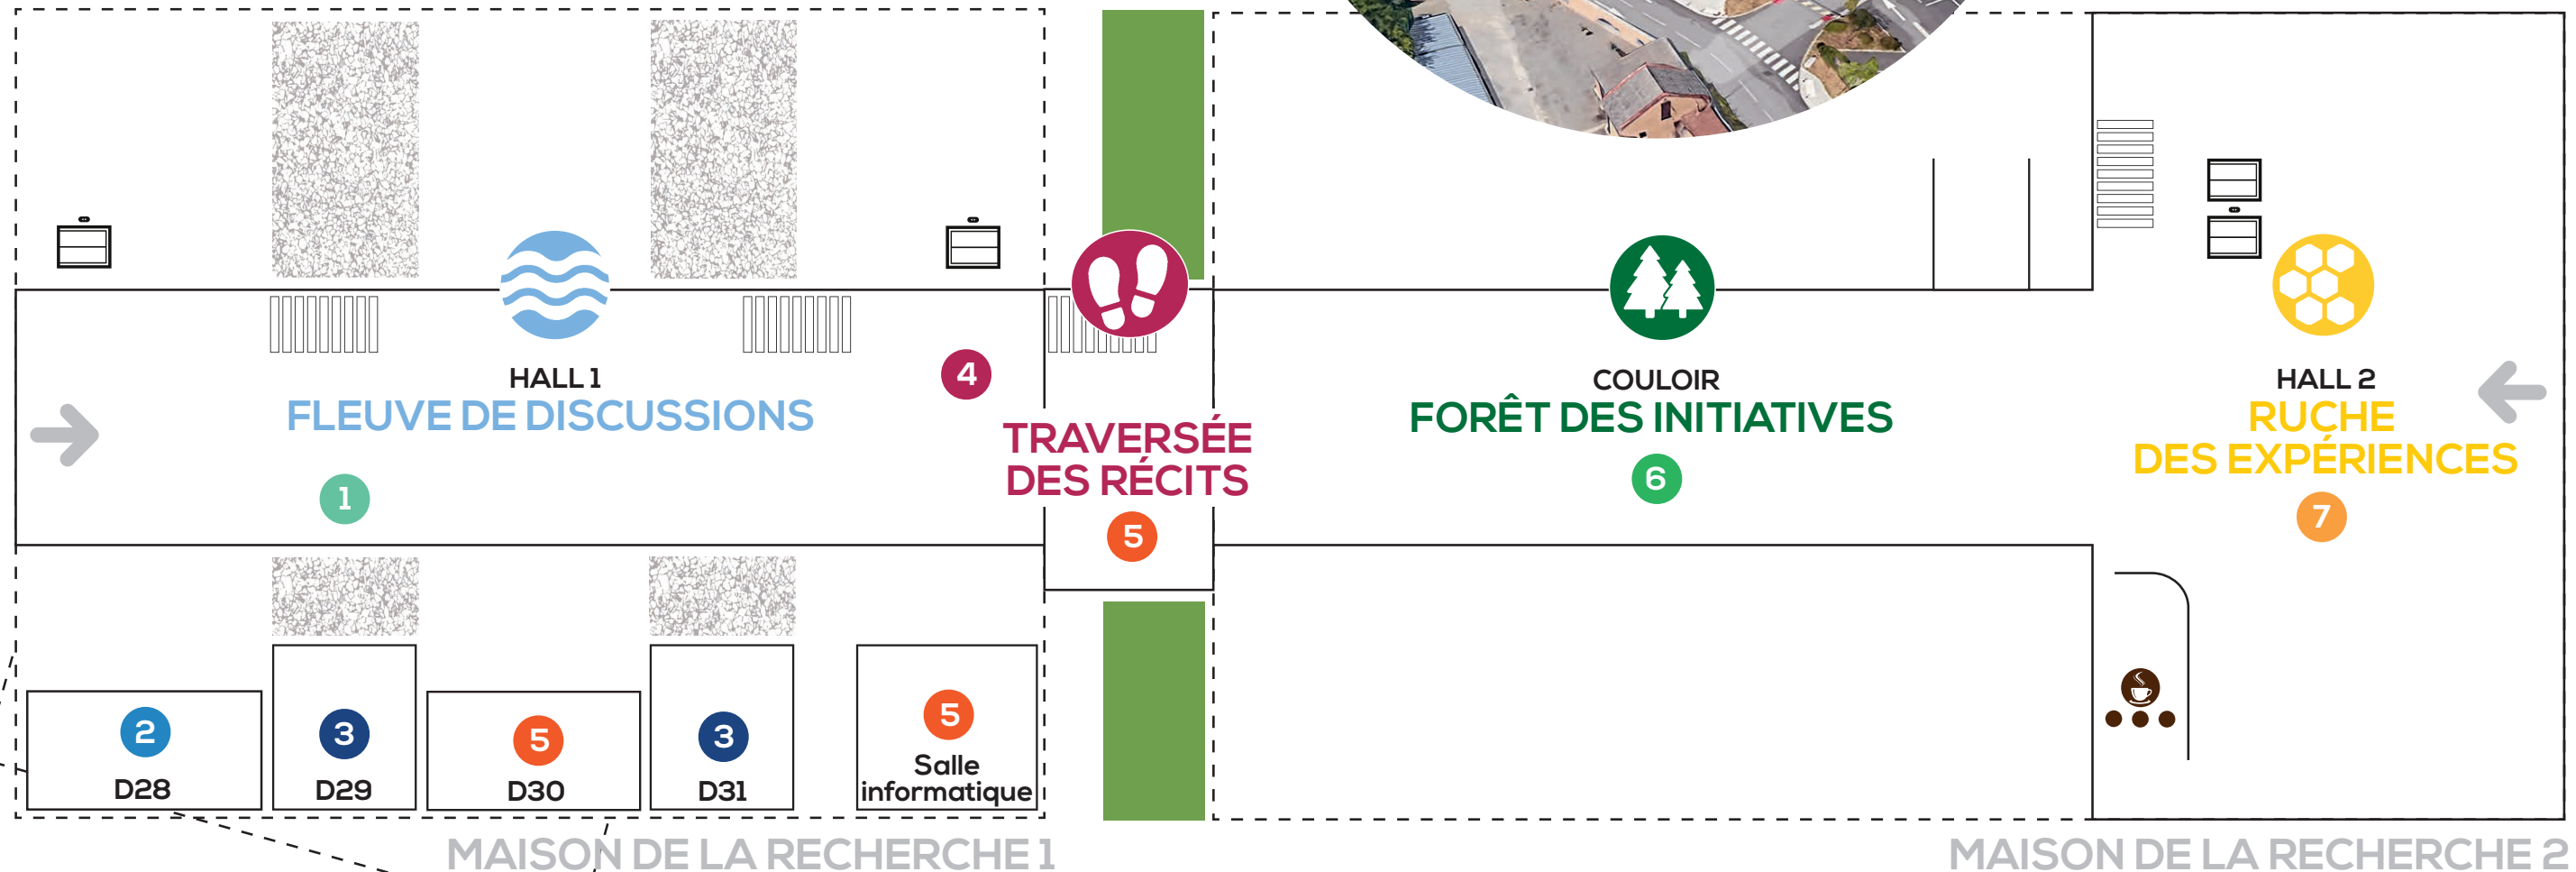 HALL 1
FLEUVE DE DISCUSSIONS
1
4
TRAVERSÉE
DES RÉCITS
5
COULOIR
FORÊT DES INITIATIVES
6
HALL 2
RUCHE
DES EXPÉRIENCES
7
2
D28
3
D29
5
D30
3
D31
5
Salle
informatique
MAISON DE LA RECHERCHE 1
MAISON DE LA RECHERCHE 2